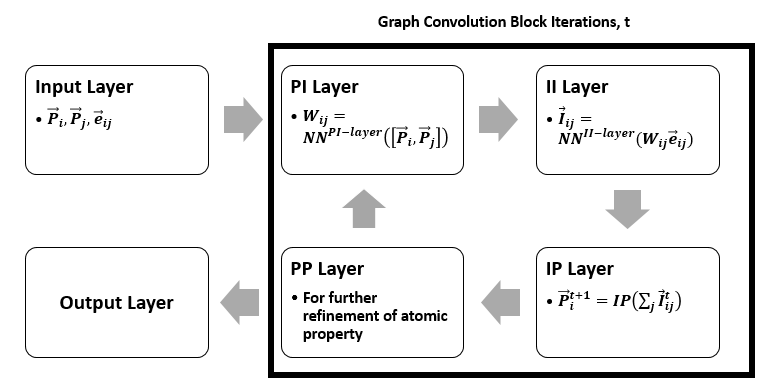 Graph Convolution Block Iterations, t
Input Layer
• $\vec{P}_i, \vec{P}_j, \vec{e}_{ij}$
PI Layer
• $W_{ij} =$
$NN^{PI-layer}([\vec{P}_i, \vec{P}_j])$
II Layer
• $\vec{I}_{ij} =$
$NN^{II-layer}(W_{ij}\vec{e}_{ij})$
Output Layer
PP Layer
• For further
refinement of atomic
property
IP Layer
• $\vec{P}_i^{t+1} = IP(\sum_j \vec{I}_{ij}^t)$